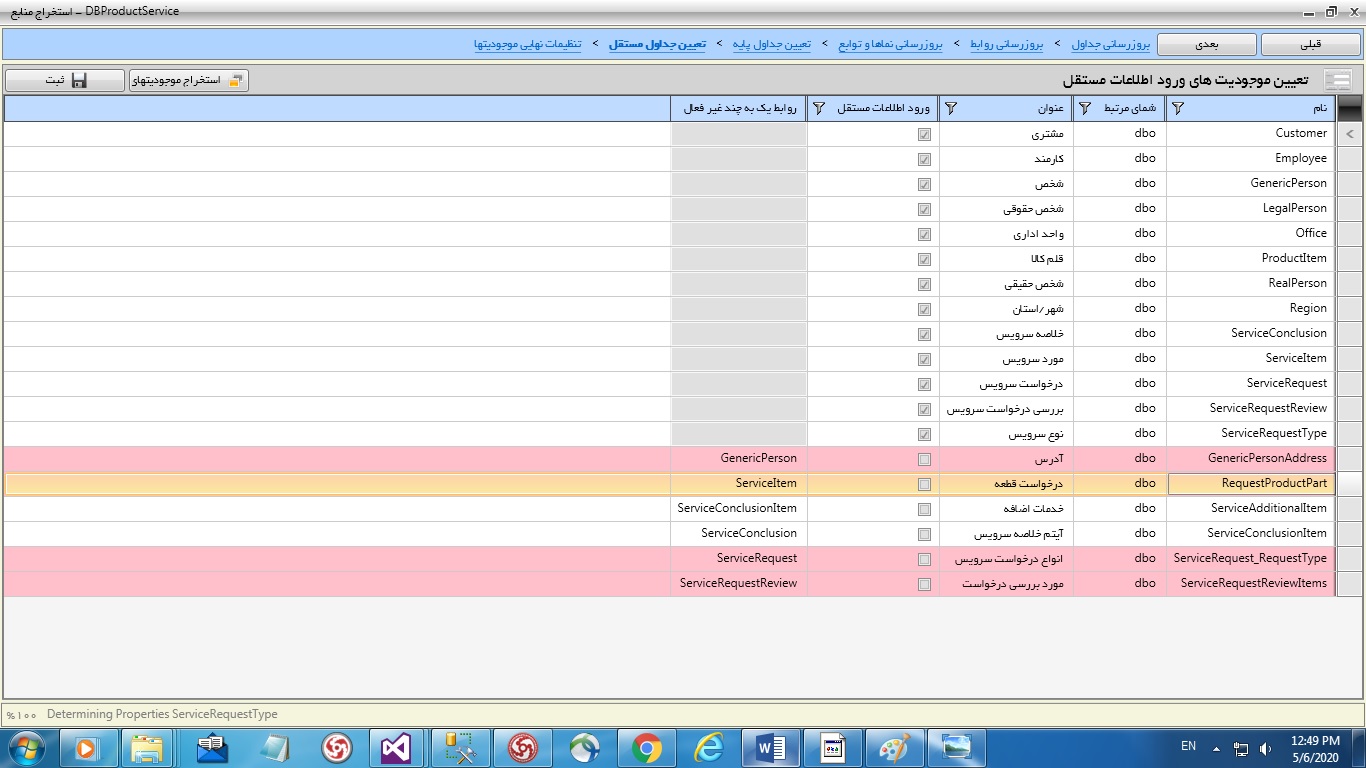 DBProductService - استخراج منابع
قبلی
بعدی
بروزرسانی جداول > بروزرسانی روابط > بروزرسانی نماها و توابع > تعیین جداول پایه > تعیین جداول مستقل > تنظیمات نهایی موجودیتها
تعیین موجودیت های ورود اطلاعات مستقل
استخراج موجودیتهای
ثبت
نام شمای مرتبط عنوان ورود اطلاعات مستقل روابط یک به چند غیر فعال
Customer dbo مشتری
Employee dbo کارمند
GenericPerson dbo شخص
LegalPerson dbo شخص حقوقی
Office dbo واحد اداری
ProductItem dbo قلم کالا
RealPerson dbo شخص حقیقی
Region dbo شهر/استان
ServiceConclusion dbo خلاصه سرویس
ServiceItem dbo مورد سرویس
ServiceRequest dbo درخواست سرویس
ServiceRequestReview dbo بررسی درخواست سرویس
ServiceRequestType dbo نوع سرویس
GenericPersonAddress dbo آدرس GenericPerson
RequestProductPart dbo درخواست قطعه ServiceItem
ServiceAdditionalItem dbo خدمات اضافه ServiceConclusionItem
ServiceConclusionItem dbo آیتم خلاصه سرویس ServiceConclusion
ServiceRequest_RequestType dbo انواع درخواست سرویس ServiceRequest
ServiceRequestReviewItems dbo مورد بررسی درخواست ServiceRequestReview
%۱۰۰ Determining Properties ServiceRequestType
EN
12:49 PM
5/6/2020